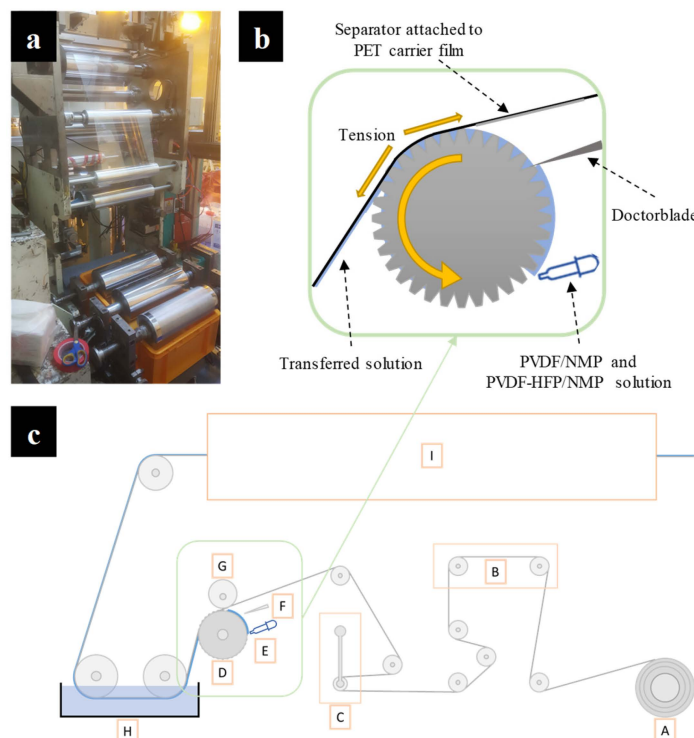 a
b
Separator attached to
PET carrier film
Tension
Doctorblade
Transferred solution
PVDF/NMP and
PVDF-HFP/NMP solution
c
I
G
B
F
E
D
C
A
H